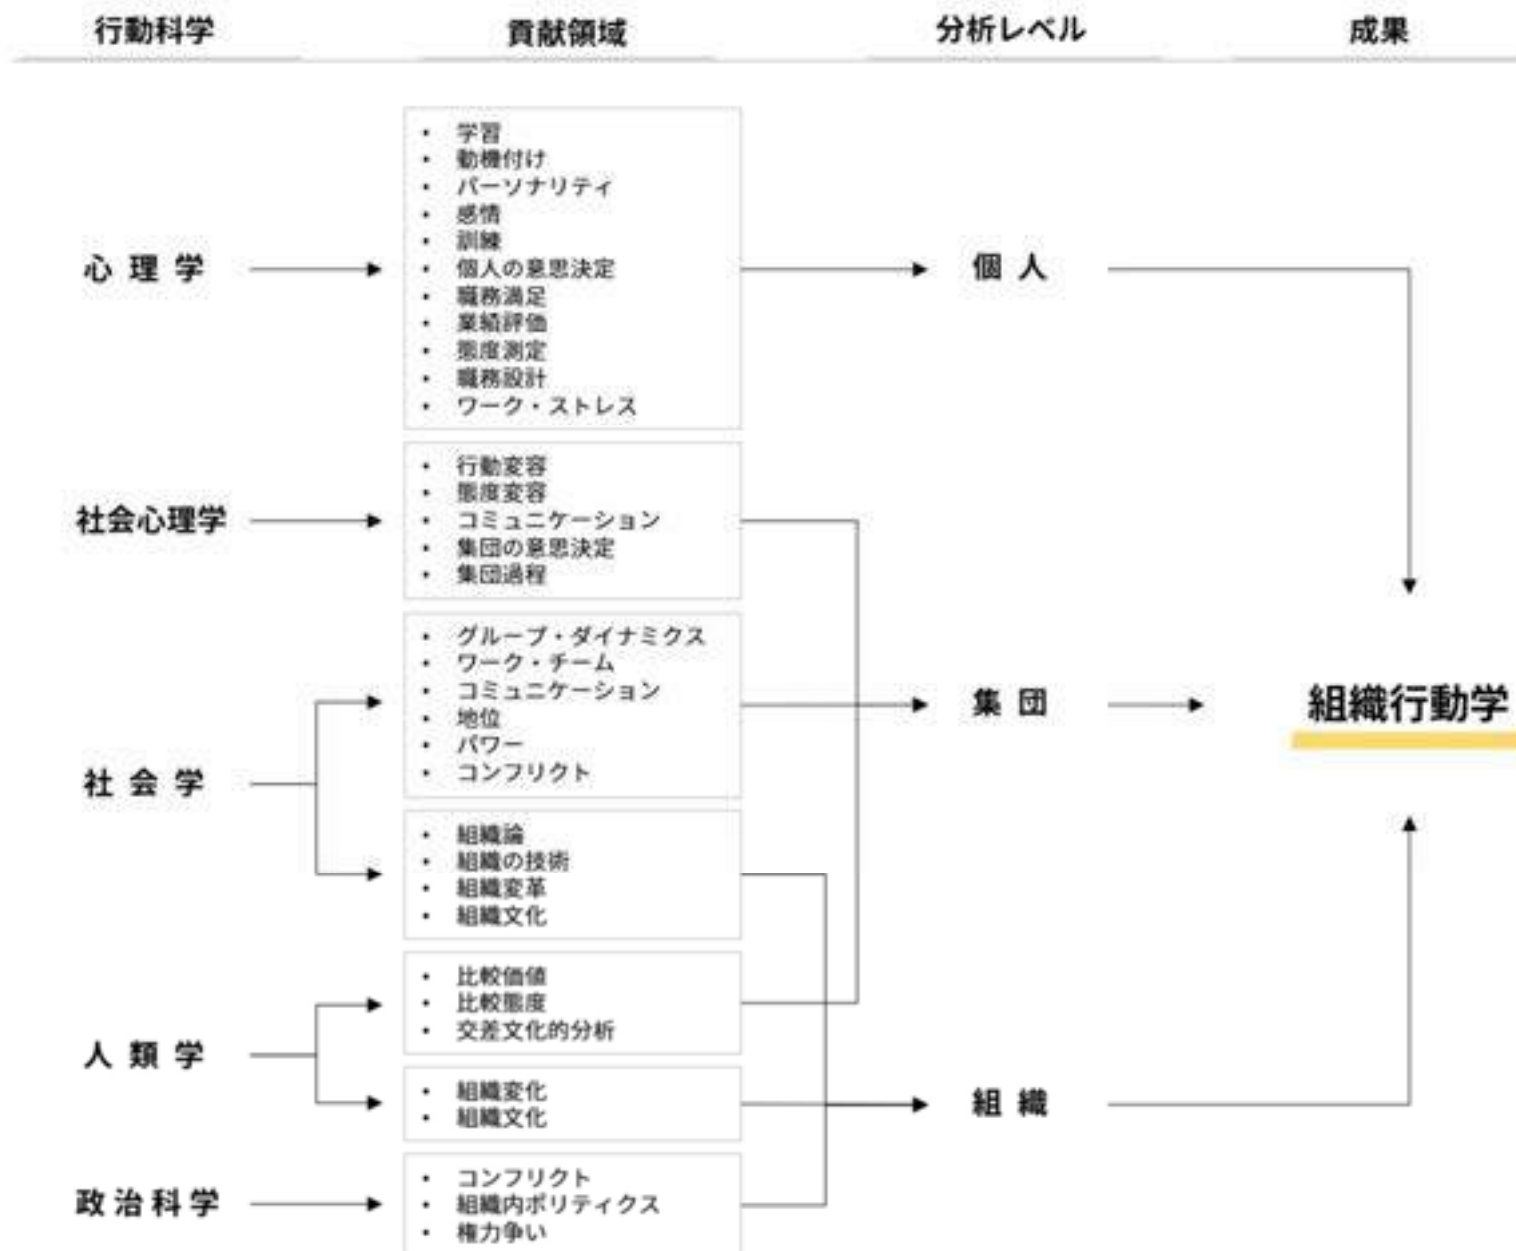 行動科学
貢献領域
分析レベル
成果
心理学
・ 学習
・ 動機付け
・ パーソナリティ
・ 感情
・ 訓練
・ 個人の意思決定
・ 職務満足
・ 業績評価
・ 態度測定
・ 職務設計
・ ワーク・ストレス
個人
社会心理学
・ 行動変容
・ 態度変容
・ コミュニケーション
・ 集団の意思決定
・ 集団過程
社会学
・ グループ・ダイナミクス
・ ワーク・チーム
・ コミュニケーション
・ 地位
・ パワー
・ コンフリクト
集団
組織行動学
・ 組織論
・ 組織の技術
・ 組織変革
・ 組織文化
人類学
・ 比較価値
・ 比較態度
・ 交差文化的分析
・ 組織変化
・ 組織文化
組織
政治科学
・ コンフリクト
・ 組織内ポリティクス
・ 権力争い